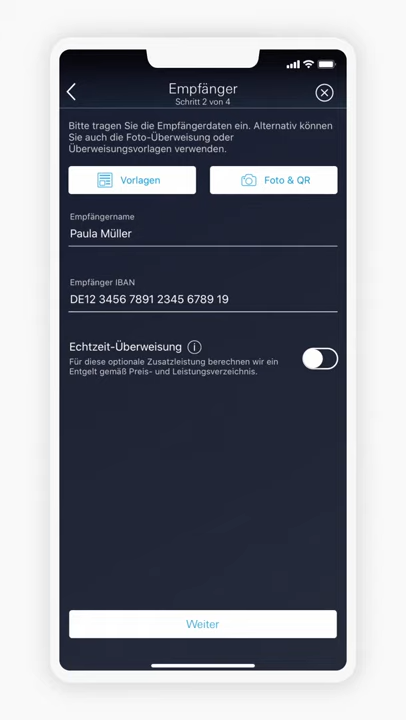 Empfänger
Schritt 2 von 4
Bitte tragen Sie die Empfängerdaten ein. Alternativ können
Sie auch die Foto-Überweisung oder
Überweisungsvorlagen verwenden.
Vorlagen
Foto & QR
Empfängername
Paula Müller
Empfänger IBAN
DE12 3456 7891 2345 6789 19
Echtzeit-Überweisung
Für diese optionale Zusatzleistung berechnen wir ein
Entgelt gemäß Preis- und Leistungsverzeichnis.
Weiter